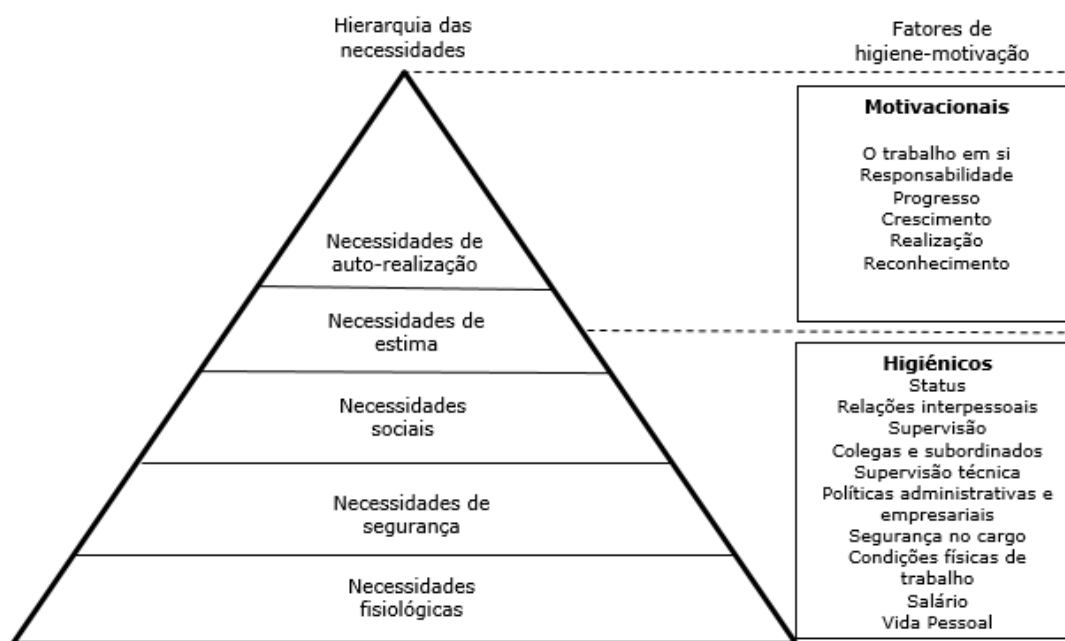 Hierarquia das
necessidades
Fatores de
higiene-motivação
Necessidades de
auto-realização
Necessidades de
estima
Necessidades
sociais
Necessidades de
segurança
Necessidades
fisiológicas
Motivacionais
O trabalho em si
Responsabilidade
Progresso
Crescimento
Realização
Reconhecimento
Higiénicos
Status
Relações interpessoais
Supervisão
Colegas e subordinados
Supervisão técnica
Políticas administrativas e
empresariais
Segurança no cargo
Condições físicas de
trabalho
Salário
Vida Pessoal